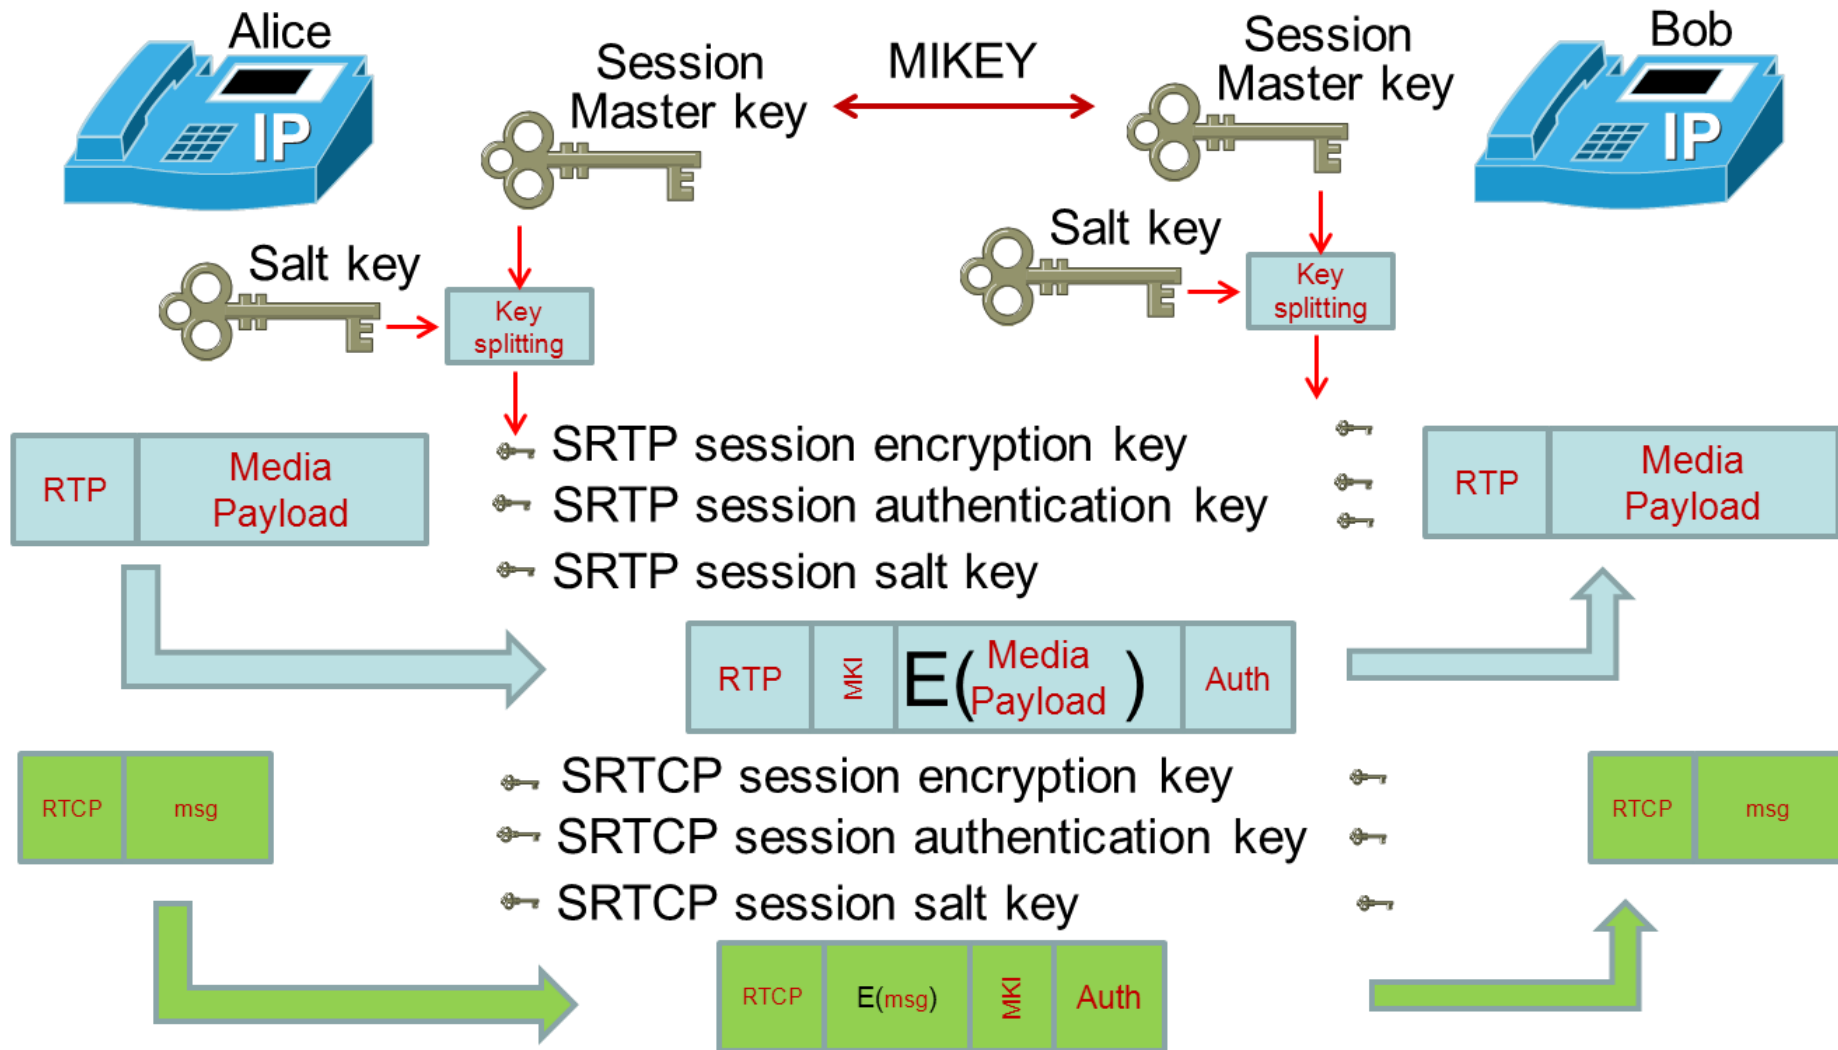 Alice
IP
Session
Master key
MIKEY
Session
Master key
Bob
IP
Salt key
Key
splitting
Salt key
Key
splitting
RTP
Media
Payload
SRTP session encryption key
SRTP session authentication key
SRTP session salt key
RTP
Media
Payload
RTP
MKI
E(Media
Payload)
Auth
RTCP
msg
SRTCP session encryption key
SRTCP session authentication key
SRTCP session salt key
RTCP
msg
RTCP
E(msg)
MKI
Auth